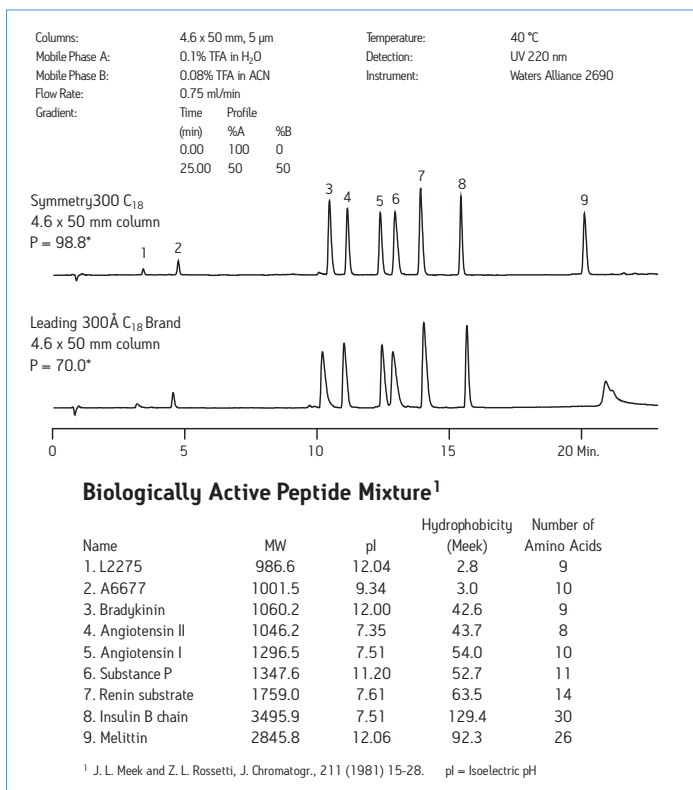 Columns: 4.6 x 50 mm, 5 µm Temperature: 40 °C
Mobile Phase A: 0.1% TFA in H₂O Detection: UV 220 nm
Mobile Phase B: 0.08% TFA in ACN Instrument: Waters Alliance 2690
Flow Rate: 0.75 ml/min
Gradient: Time Profile
(min) %A %B
0.00 100 0
25.00 50 50
Symmetry300 C₁₈
4.6 x 50 mm column
P = 98.8*
1 2 3 4 5 6 7 8 9
Leading 300Å C₁₈ Brand
4.6 x 50 mm column
P = 70.0*
0 5 10 15 20 Min.
Biologically Active Peptide Mixture¹
Hydrophobicity Number of
Name MW pI (Meek) Amino Acids
1. L2275 986.6 12.04 2.8 9
2. A6677 1001.5 9.34 3.0 10
3. Bradykinin 1060.2 12.00 42.6 9
4. Angiotensin II 1046.2 7.35 43.7 8
5. Angiotensin I 1296.5 7.51 54.0 10
6. Substance P 1347.6 11.20 52.7 11
7. Renin substrate 1759.0 7.61 63.5 14
8. Insulin B chain 3495.9 7.51 129.4 30
9. Melittin 2845.8 12.06 92.3 26
¹ J. L. Meek and Z. L. Rossetti, J. Chromatogr., 211 (1981) 15-28. pI = Isoelectric pH